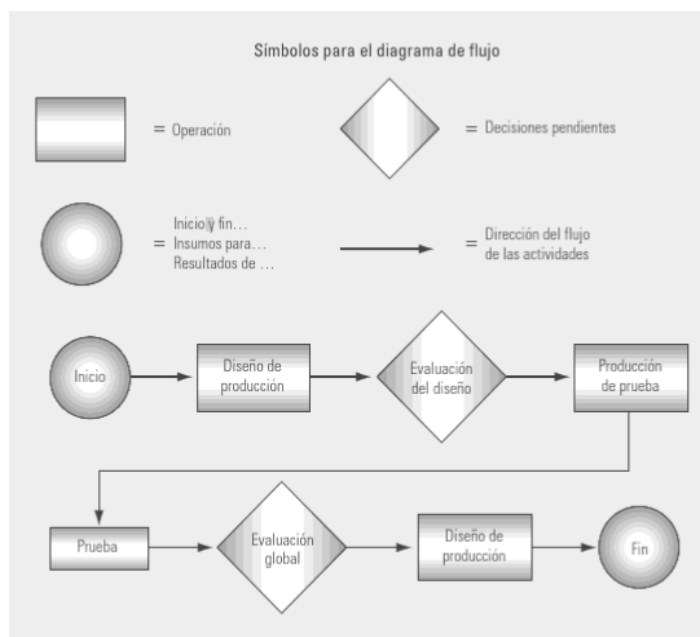 Símbolos para el diagrama de flujo
= Operación
= Decisiones pendientes
Inicio y fin...
= Insumos para...
Resultados de ...
= Dirección del flujo
de las actividades
Inicio
Diseño de
producción
Evaluación
del diseño
Producción
de prueba
Prueba
Evaluación
global
Diseño de
producción
Fin